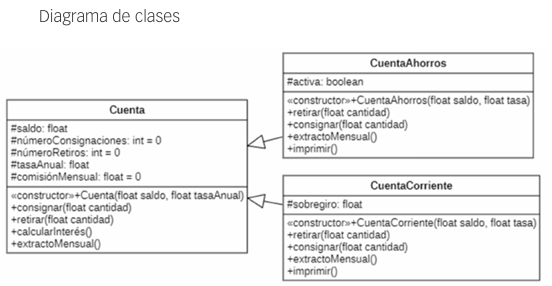 Diagrama de clases
Cuenta
#saldo: float
#númeroConsignaciones: int = 0
#númeroRetiros: int = 0
#tasaAnual: float
#comisiónMensual: float = 0
«constructor»+Cuenta(float saldo, float tasaAnual)
+consignar(float cantidad)
+retirar(float cantidad)
+calcularInterés()
+extractoMensual()
CuentaAhorros
#activa: boolean
«constructor»+CuentaAhorros(float saldo, float tasa)
+retirar(float cantidad)
+consignar(float cantidad)
+extractoMensual()
+imprimir()
CuentaCorriente
#sobregiro: float
«constructor»+CuentaCorriente(float saldo, float tasa)
+retirar(float cantidad)
+consignar(float cantidad)
+extractoMensual()
+imprimir()